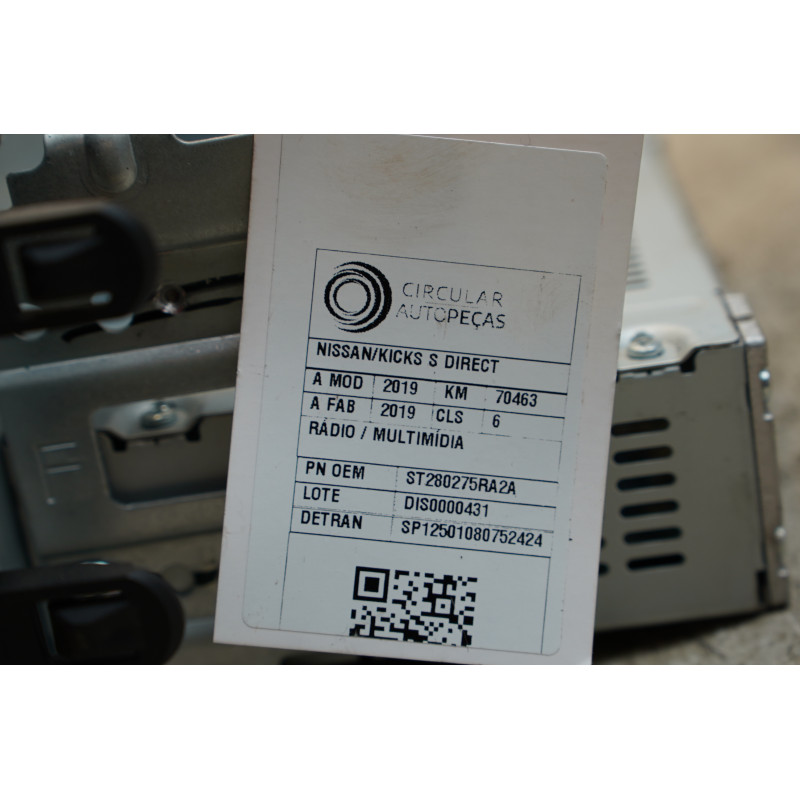 CIRCULAR
AUTOPEÇAS
NISSAN/KICKS S DIRECT
A MOD 2019 KM 70463
A FAB 2019 CLS 6
RÁDIO / MULTIMÍDIA
PN OEM ST280275RA2A
LOTE DIS0000431
DETRAN SP12501080752424